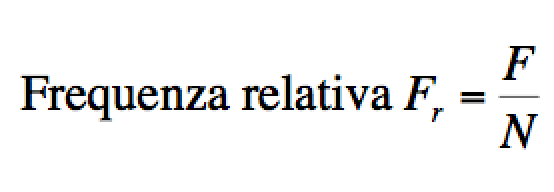 Frequenza relativa F_r = F/N